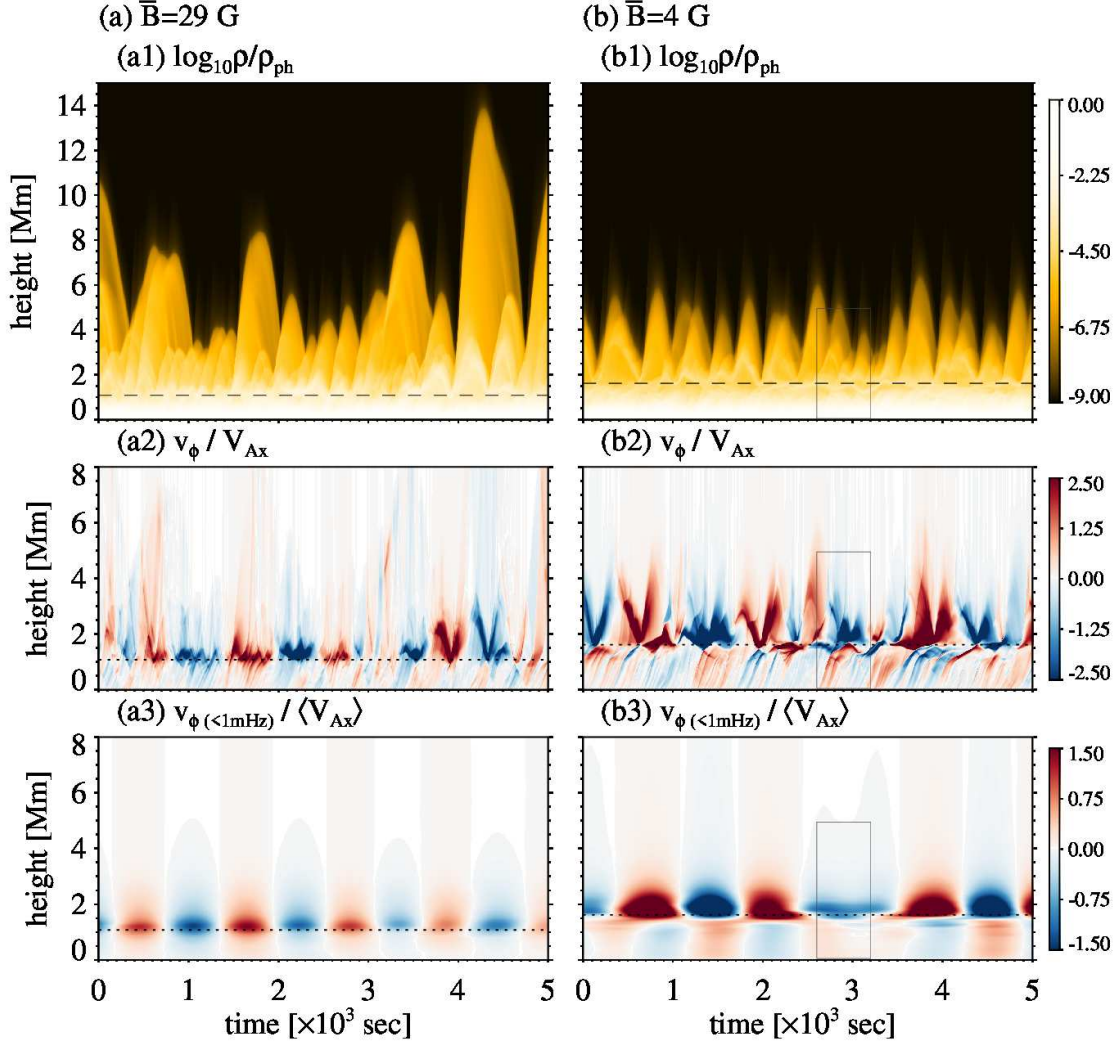 (a) B̅=29 G
(b) B̅=4 G
(a1) log₁₀ρ/ρₚₕ
(b1) log₁₀ρ/ρₚₕ
height [Mm]
14
12
10
8
6
4
2
0
0.00
-2.25
-4.50
-6.75
-9.00
(a2) v_ϕ / V_Ax
(b2) v_ϕ / V_Ax
height [Mm]
8
6
4
2
0
2.50
1.25
0.00
-1.25
-2.50
(a3) v_ϕ (<1mHz) / ⟨V_Ax⟩
(b3) v_ϕ (<1mHz) / ⟨V_Ax⟩
height [Mm]
8
6
4
2
0
1.50
0.75
0.00
-0.75
-1.50
0 1 2 3 4 5
0 1 2 3 4 5
time [×10³ sec]
time [×10³ sec]